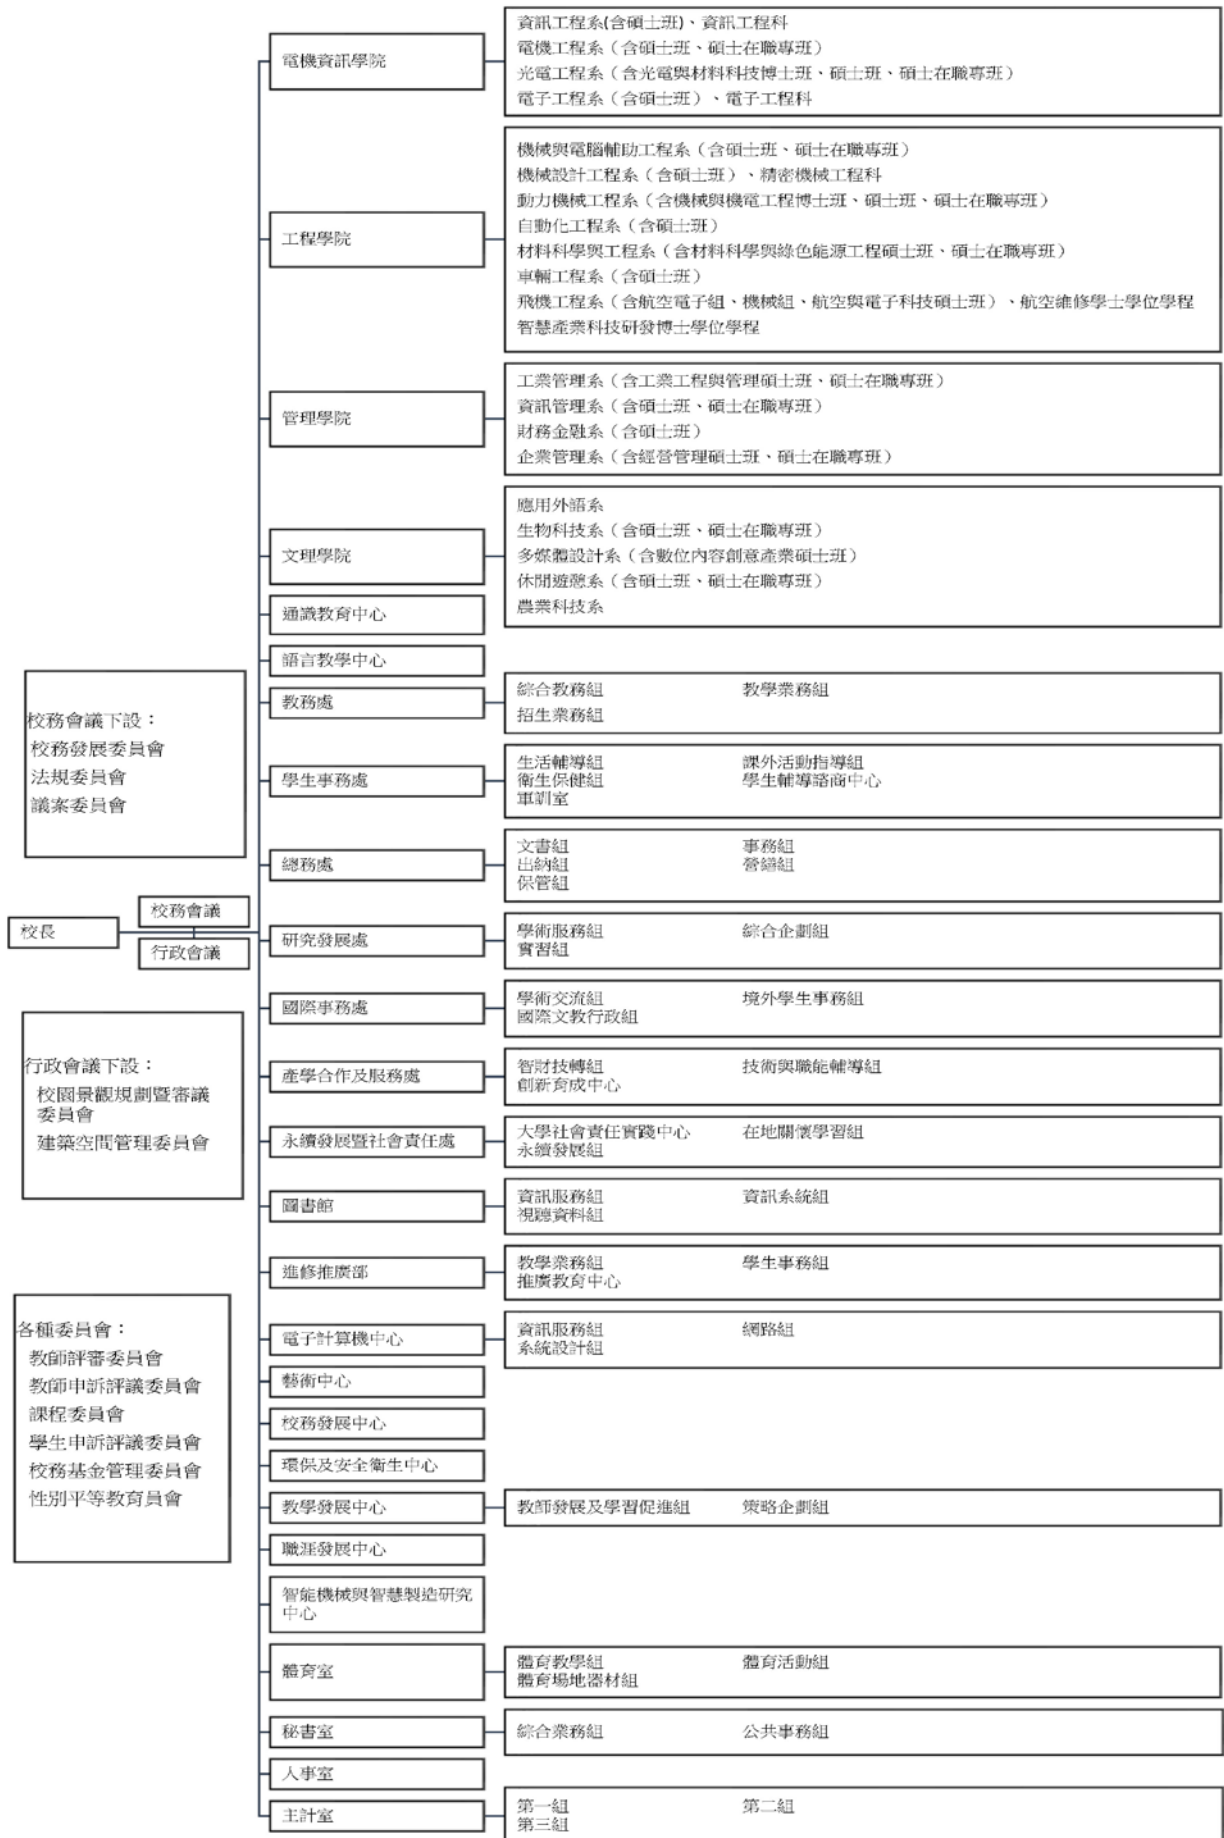 資訊工程系(含碩士班)、資訊工程科
電機資訊學院
電機工程系（含碩士班、碩士在職專班）
光電工程系（含光電與材料科技博士班、碩士班、碩士在職專班）
電子工程系（含碩士班）、電子工程科
機械與電腦輔助工程系（含碩士班、碩士在職專班）
機械設計工程系（含碩士班）、精密機械工程科
動力機械工程系（含機械與機電工程博士班、碩士班、碩士在職專班）
自動化工程系（含碩士班）
工程學院
材料科學與工程系（含材料科學與綠色能源工程碩士班、碩士在職專班）
車輛工程系（含碩士班）
飛機工程系（含航空電子組、機械組、航空與電子科技碩士班）、航空維修學士學位學程
智慧產業科技研發博士學位學程
工業管理系（含工業工程與管理碩士班、碩士在職專班）
資訊管理系（含碩士班、碩士在職專班）
管理學院
財務金融系（含碩士班）
企業管理系（含經營管理碩士班、碩士在職專班）
應用外語系
生物科技系（含碩士班、碩士在職專班）
文理學院
多媒體設計系（含數位內容創意產業碩士班）
休閒遊憩系（含碩士班、碩士在職專班）
農業科技系
通識教育中心
語言教學中心
教務處
綜合教務組 教學業務組
招生業務組
校務會議下設：
校務發展委員會
法規委員會
議案委員會
學生事務處
生活輔導組 課外活動指導組
衛生保健組 學生輔導諮商中心
軍訓室
總務處
文書組 事務組
出納組 營繕組
保管組
校長
校務會議
行政會議
研究發展處
學術服務組 綜合企劃組
實習組
國際事務處
學術交流組 境外學生事務組
國際文教行政組
行政會議下設：
校園景觀規劃暨審議
委員會
建築空間管理委員會
產學合作及服務處
智財技轉組 技術與職能輔導組
創新育成中心
永續發展暨社會責任處
大學社會責任實踐中心 在地關懷學習組
永續發展組
圖書館
資訊服務組 資訊系統組
視聽資料組
進修推廣部
教學業務組 學生事務組
推廣教育中心
各種委員會：
教師評審委員會
教師申訴評議委員會
課程委員會
學生申訴評議委員會
校務基金管理委員會
性別平等教育員會
電子計算機中心
資訊服務組 網路組
系統設計組
藝術中心
校務發展中心
環保及安全衛生中心
教學發展中心
教師發展及學習促進組 策略企劃組
職涯發展中心
智能機械與智慧製造研究
中心
體育室
體育教學組 體育活動組
體育場地器材組
秘書室
綜合業務組 公共事務組
人事室
主計室
第一組 第二組
第三組